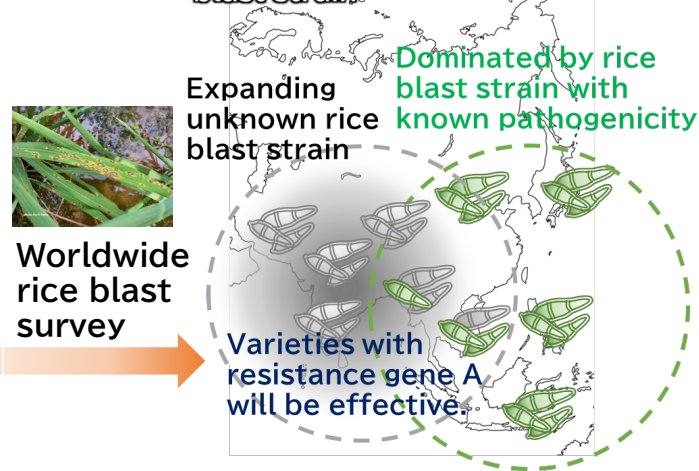 Dominated by rice
blast strain with
known pathogenicity
Expanding
unknown rice
blast strain
Worldwide
rice blast
survey
Varieties with
resistance gene A
will be effective.